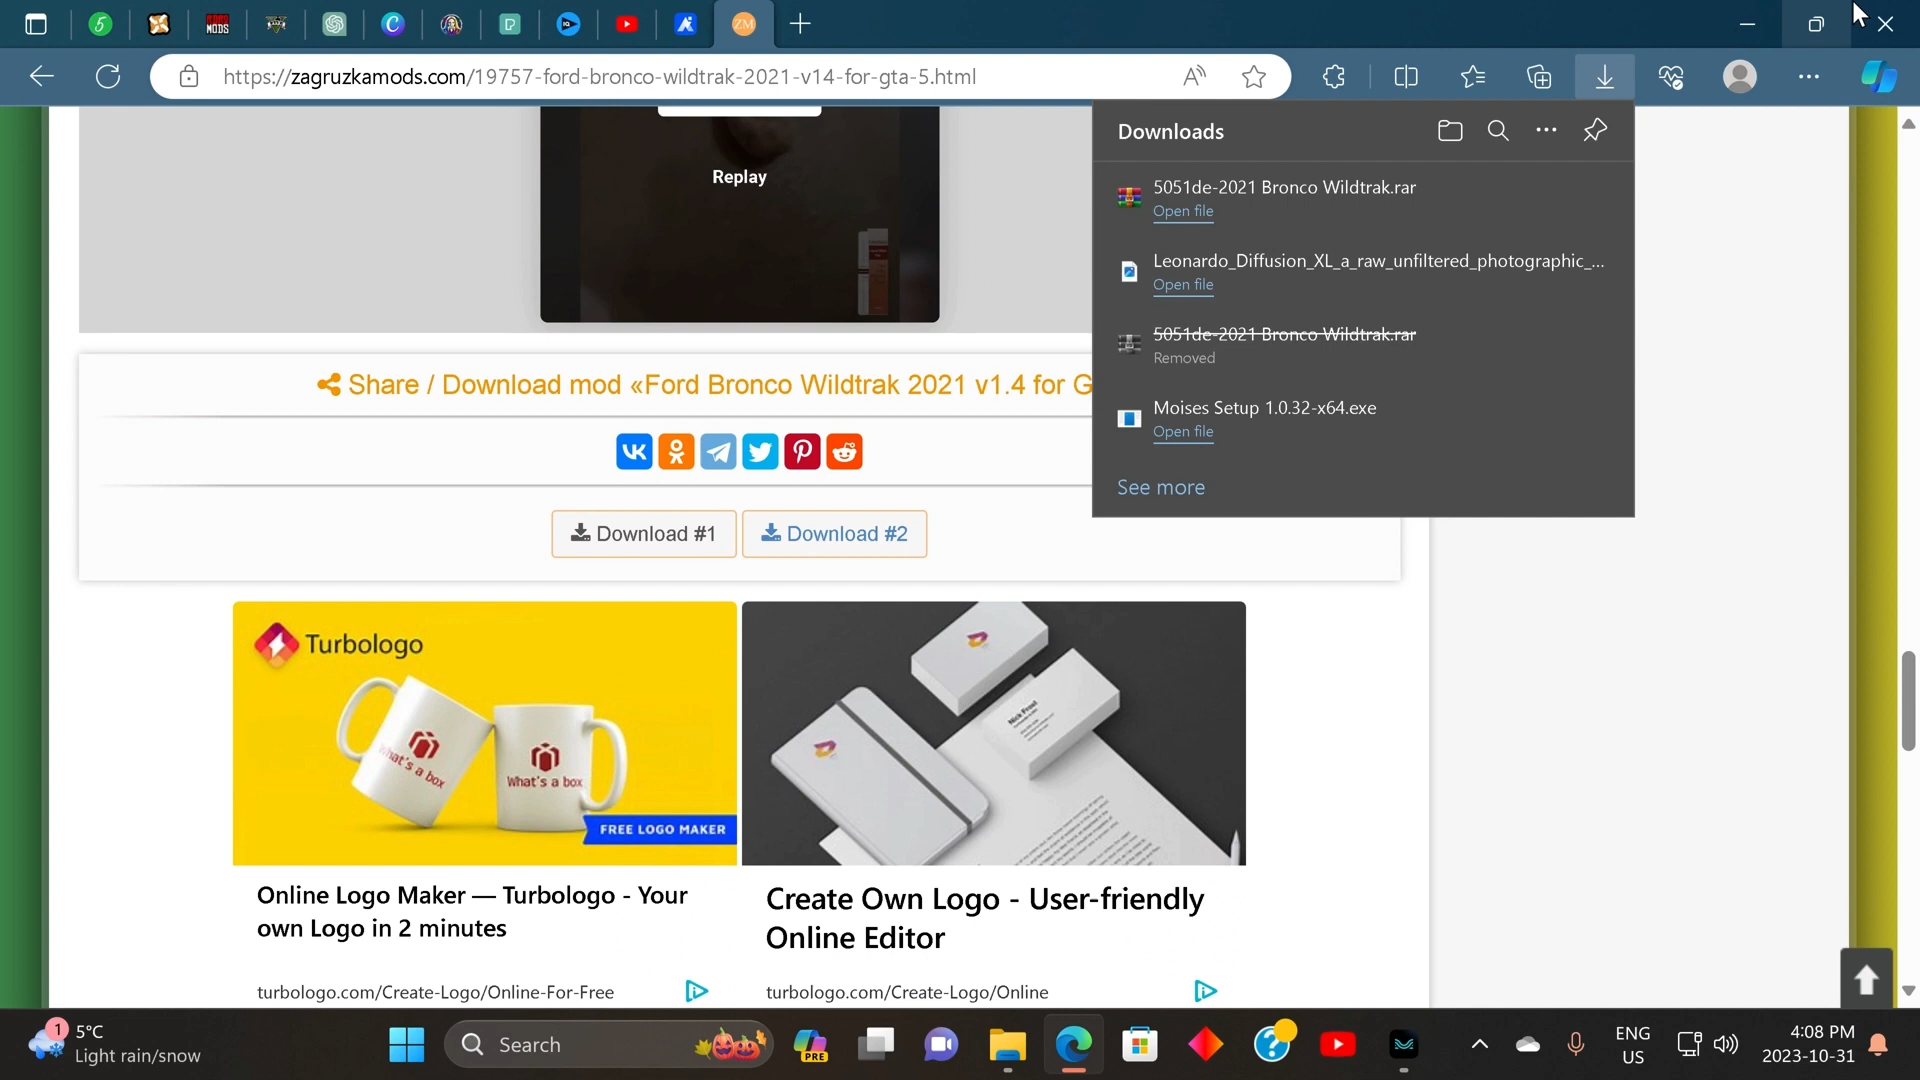 https://zagruzkamods.com/19757-ford-bronco-wildtrak-2021-v14-for-gta-5.html
Downloads
5051de-2021 Bronco Wildtrak.rar
Open file
Leonardo_Diffusion_XL_a_raw_unfiltered_photographic_...
Open file
5051de-2021 Bronco Wildtrak.rar
Removed
Moises Setup 1.0.32-x64.exe
Open file
See more
Replay
Share / Download mod «Ford Bronco Wildtrak 2021 v1.4 for G
Download #1 Download #2
Turbologo
What's a box
What's a box
FREE LOGO MAKER
Nick Frost
Online Logo Maker — Turbologo - Your
own Logo in 2 minutes
turbologo.com/Create-Logo/Online-For-Free
Create Own Logo - User-friendly
Online Editor
turbologo.com/Create-Logo/Online
1
5°C
Light rain/snow
Search
PRE
ENG
US
4:08 PM
2023-10-31